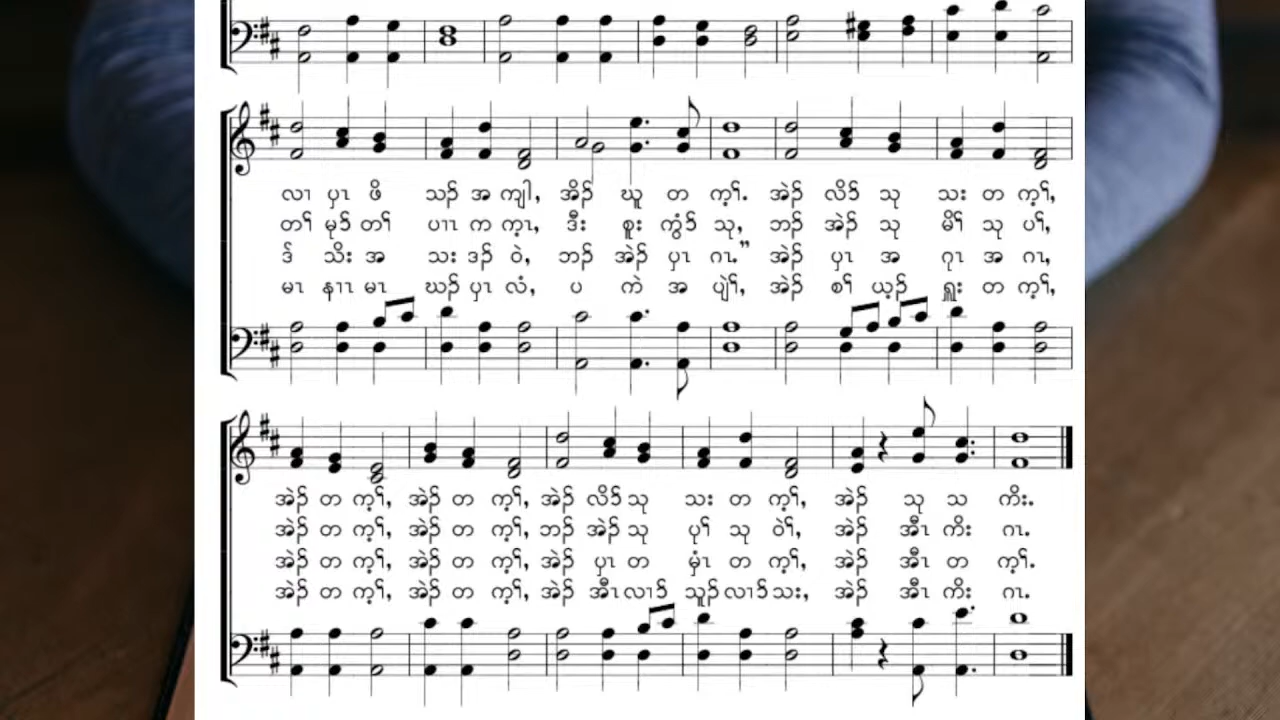 လၢ ပှၤ ဖိ သၣ် အ ကျါ, အိၣ် ဃူ တ က့ၢ်. အဲၣ် လိာ် သု သး တ က့ၢ်,
တၢ် မုာ် တၢ် ပၢၤ က က့ၤ, ဒီး စူး ကွံာ် သု, ဘၣ် အဲၣ် သု မိၢ် သု ပၢ်,
ဒ် သိး အ သး ဒၣ် ဝဲ, ဘၣ် အဲၣ် ပှၤ ဂၤ.” အဲၣ် ပှၤ အ ဂုၤ အ ဂၤ,
မၤ နၢၤ မၤ ဃၣ် ပှၤ လံ, ပ ကဲ အ ပျဲၢ်, အဲၣ် စၢ် ယ့ၣ် ရှူး တ က့ၢ်,
အဲၣ် တ က့ၢ်, အဲၣ် တ က့ၢ်, အဲၣ် လိာ် သု သး တ က့ၢ်, အဲၣ် သု သ ကိး.
အဲၣ် တ က့ၢ်, အဲၣ် တ က့ၢ်, ဘၣ် အဲၣ် သု ပုၢ် သု ဝဲၢ်, အဲၣ် အီၤ ကိး ဂၤ.
အဲၣ် တ က့ၢ်, အဲၣ် တ က့ၢ်, အဲၣ် ပှၤ တ မှံၤ တ က့ၢ်, အဲၣ် အီၤ တ က့ၢ်.
အဲၣ် တ က့ၢ်, အဲၣ် တ က့ၢ်, အဲၣ် အီၤ လၢာ် သူၣ် လၢာ် သး, အဲၣ် အီၤ ကိး ဂၤ.